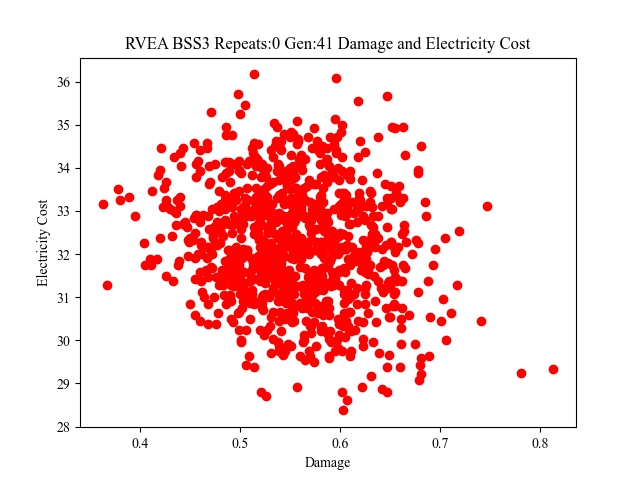 RVEA BSS3 Repeats:0 Gen:41 Damage and Electricity Cost
36
35
34
33
32
31
30
29
28
Electricity Cost
0.4 0.5 0.6 0.7 0.8
Damage